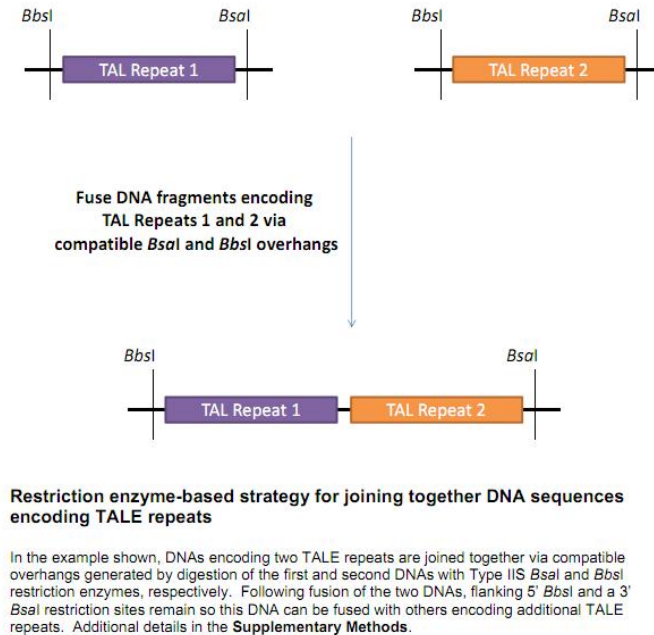 BbsI BsaI BbsI BsaI
TAL Repeat 1 TAL Repeat 2
Fuse DNA fragments encoding
TAL Repeats 1 and 2 via
compatible BsaI and BbsI overhangs
BbsI BsaI
TAL Repeat 1 TAL Repeat 2
Restriction enzyme-based strategy for joining together DNA sequences
encoding TALE repeats
In the example shown, DNAs encoding two TALE repeats are joined together via compatible
overhangs generated by digestion of the first and second DNAs with Type IIS BsaI and BbsI
restriction enzymes, respectively. Following fusion of the two DNAs, flanking 5' BbsI and a 3'
BsaI restriction sites remain so this DNA can be fused with others encoding additional TALE
repeats. Additional details in the Supplementary Methods.